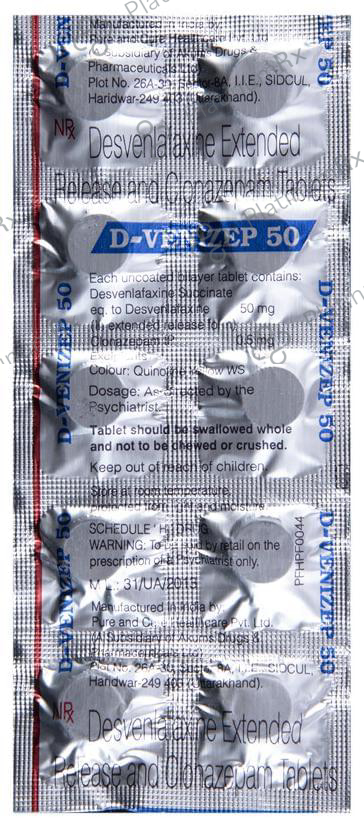 Manufactured in India by:
Pure and Cure Healthcare Pvt. Ltd.
(A Subsidiary of Akums Drugs &
Pharmaceuticals Ltd)
Plot No. 26A-30, Sector-8A, I.I.E., SIDCUL,
Haridwar-249 403 (Uttarakhand).
NRx
Desvenlafaxine Extended
Release and Clonazepam Tablets
D-VENIZEP 50
Each uncoated bilayer tablet contains:
Desvenlafaxine Succinate
eq. to Desvenlafaxine 50 mg
(In extended release form)
Clonazepam IP 0.5 mg
Excipients
Colour: Quinoline Yellow WS
Dosage: As directed by the
Psychiatrist.
Tablet should be swallowed whole
and not to be chewed or crushed.
Keep out of reach of children.
Store at room temperature,
protected from light and moisture.
SCHEDULE 'H' DRUG
WARNING: To be sold by retail on the
prescription of a Psychiatrist only.
M.L.: 31/UA/2013
Manufactured in India by:
Pure and Cure Healthcare Pvt. Ltd.
(A Subsidiary of Akums Drugs &
Pharmaceuticals Ltd)
Plot No. 26A-30, Sector-8A, I.I.E., SIDCUL,
Haridwar-249 403 (Uttarakhand).
NRx
Desvenlafaxine Extended
Release and Clonazepam Tablets
D-VEN
D-VENIZEP 50
D-VENIZEP 50
EP 50
D-VENIZEP 50
D-VENIZEP 50
PFHPF0044